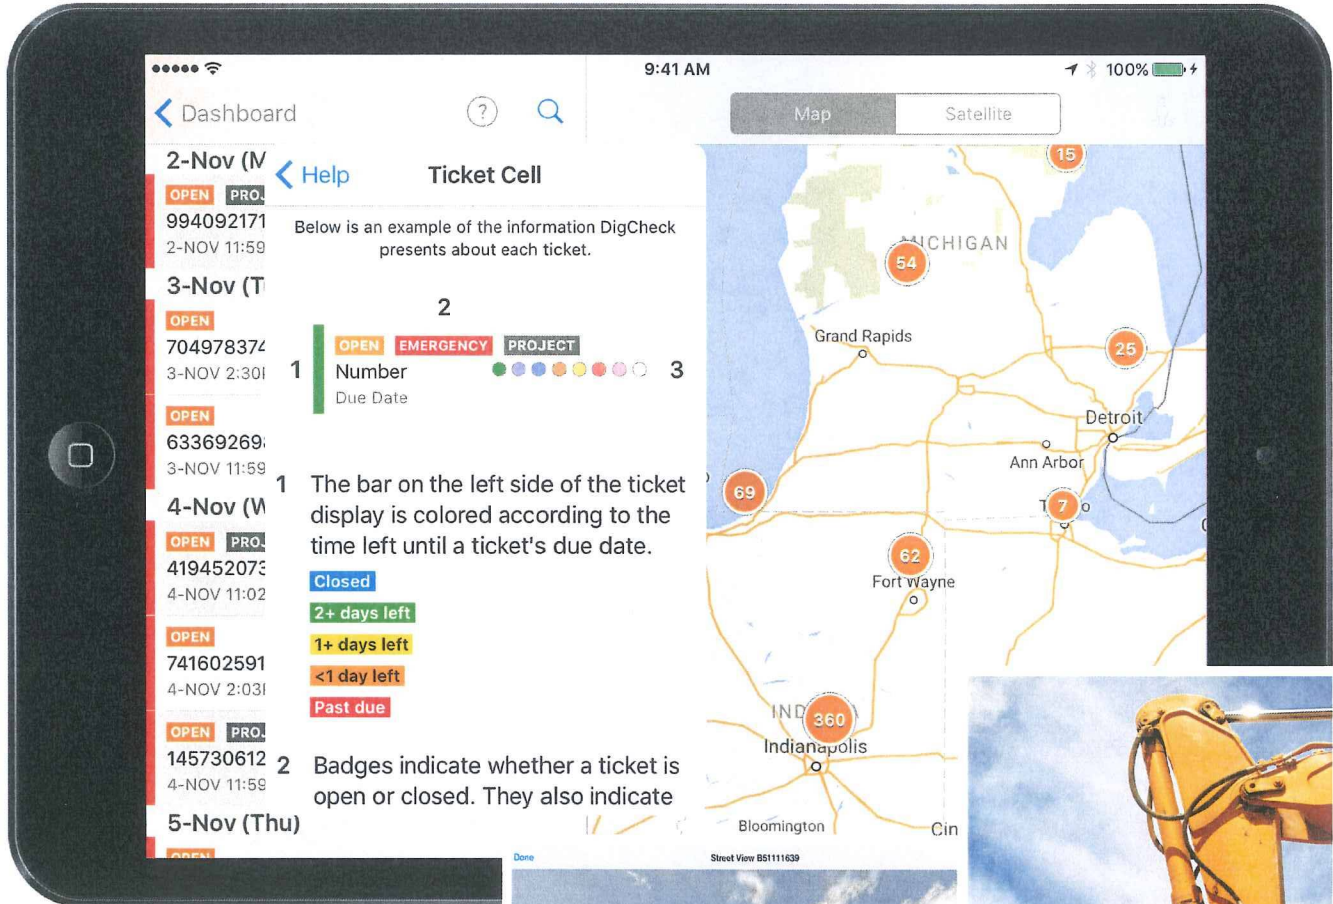 9:41 AM
100%
Dashboard
?
Map
Satellite
2-Nov (M
OPEN PROJ
994092171
2-NOV 11:59
3-Nov (T
OPEN
704978374
3-NOV 2:30
OPEN
633692698
3-NOV 11:59
4-Nov (W
OPEN PROJ
419452073
4-NOV 11:02
OPEN
741602591
4-NOV 2:03
OPEN PROJ
145730612
4-NOV 11:59
5-Nov (Thu)
OPEN
Help
Ticket Cell
Below is an example of the information DigCheck
presents about each ticket.
2
OPEN EMERGENCY PROJECT
1
Number
3
Due Date
1 The bar on the left side of the ticket
display is colored according to the
time left until a ticket's due date.
Closed
2+ days left
1+ days left
<1 day left
Past due
2 Badges indicate whether a ticket is
open or closed. They also indicate
15
MICHIGAN
54
Grand Rapids
25
Detroit
Ann Arbor
69
7
62
Fort Wayne
360
Indianapolis
Bloomington
Cin
Done
Street View B51111639